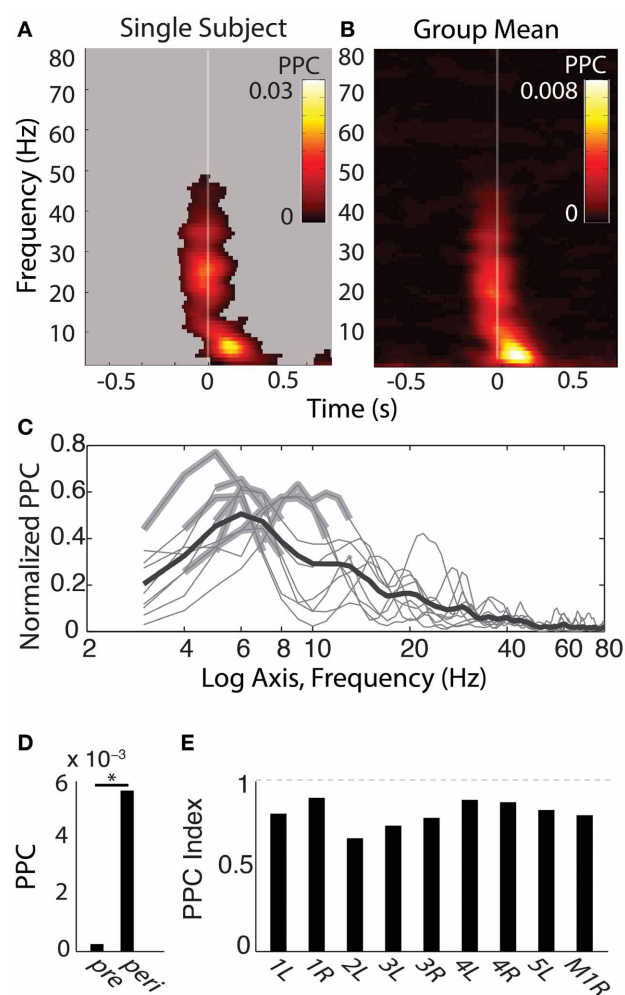 A Single Subject
B Group Mean
PPC
0.03
0
PPC
0.008
0
80
70
60
50
40
30
20
10
Frequency (Hz)
80
70
60
50
40
30
20
10
-0.5 0 0.5
-0.5 0 0.5
Time (s)
C
0.8
0.6
0.4
0.2
0
Normalized PPC
2 4 6 8 10 20 40 60 80
Log Axis, Frequency (Hz)
D
x 10⁻³
6
4
2
0
PPC
*
pre peri
E
1
0.5
0
PPC Index
1L 1R 2L 3L 3R 4L 4R 5L M1R